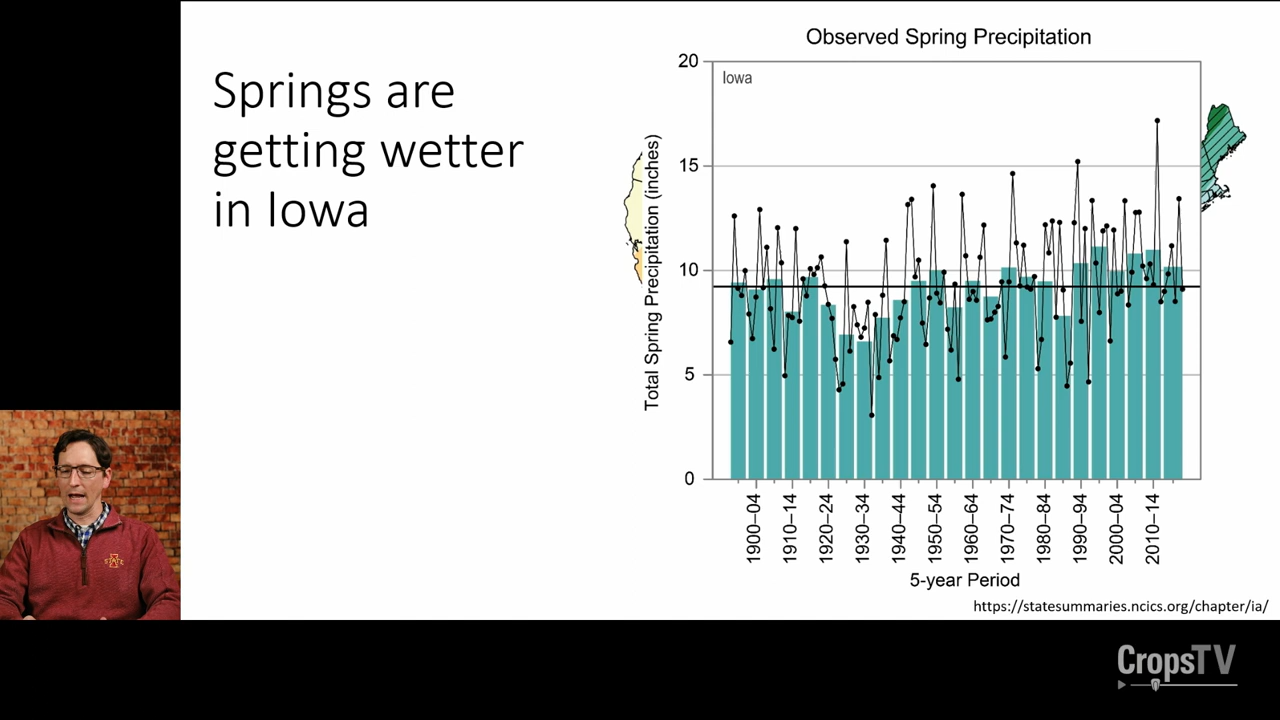 Springs are
getting wetter
in Iowa
Observed Spring Precipitation
Iowa
Total Spring Precipitation (inches)
20
15
10
5
0
1900–04
1910–14
1920–24
1930–34
1940–44
1950–54
1960–64
1970–74
1980–84
1990–94
2000–04
2010–14
5-year Period
https://statesummaries.ncics.org/chapter/ia/
STATE
CropsTV